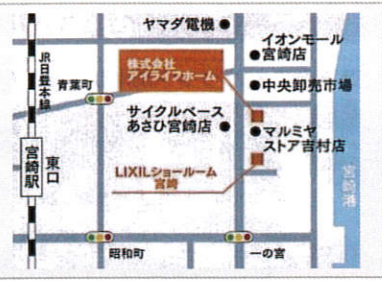 ヤマダ電機
イオンモール
宮崎店
株式会社
アイライフホーム
JR日豊本線
青葉町
中央卸売市場
サイクルベース
あさひ宮崎店
マルミヤ
ストア吉村店
宮崎駅
東口
LIXILショールーム
宮崎
宮崎港
昭和町
一の宮